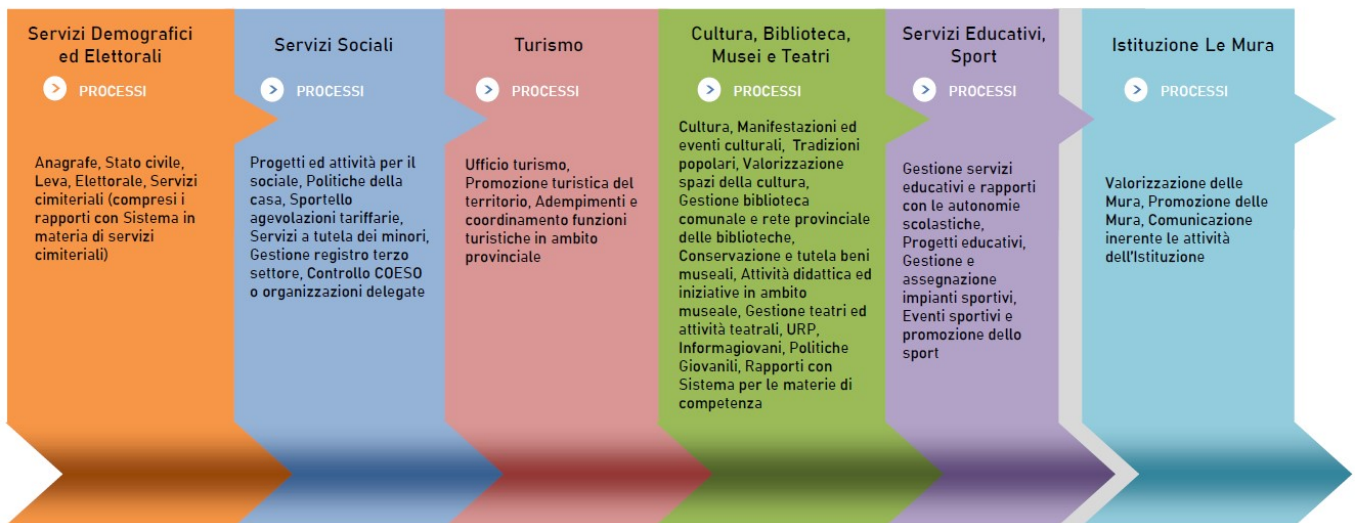 Servizi Demografici
ed Elettorali
PROCESSI
Anagrafe, Stato civile,
Leva, Elettorale, Servizi
cimiteriali (compresi i
rapporti con Sistema in
materia di servizi
cimiteriali)
Servizi Sociali
PROCESSI
Progetti ed attività per il
sociale, Politiche della
casa, Sportello
agevolazioni tariffarie,
Servizi a tutela dei minori,
Gestione registro terzo
settore, Controllo COESO
o organizzazioni delegate
Turismo
PROCESSI
Ufficio turismo,
Promozione turistica del
territorio, Adempimenti e
coordinamento funzioni
turistiche in ambito
provinciale
Cultura, Biblioteca,
Musei e Teatri
PROCESSI
Cultura, Manifestazioni ed
eventi culturali, Tradizioni
popolari, Valorizzazione
spazi della cultura,
Gestione biblioteca
comunale e rete provinciale
delle biblioteche,
Conservazione e tutela beni
museali, Attività didattica ed
iniziative in ambito
museale, Gestione teatri ed
attività teatrali, URP,
Informagiovani, Politiche
Giovanili, Rapporti con
Sistema per le materie di
competenza
Servizi Educativi,
Sport
PROCESSI
Gestione servizi
educativi e rapporti
con le autonomie
scolastiche,
Progetti educativi,
Gestione e
assegnazione
impianti sportivi,
Eventi sportivi e
promozione dello
sport
Istituzione Le Mura
PROCESSI
Valorizzazione delle
Mura, Promozione delle
Mura, Comunicazione
inerente le attività
dell'Istituzione